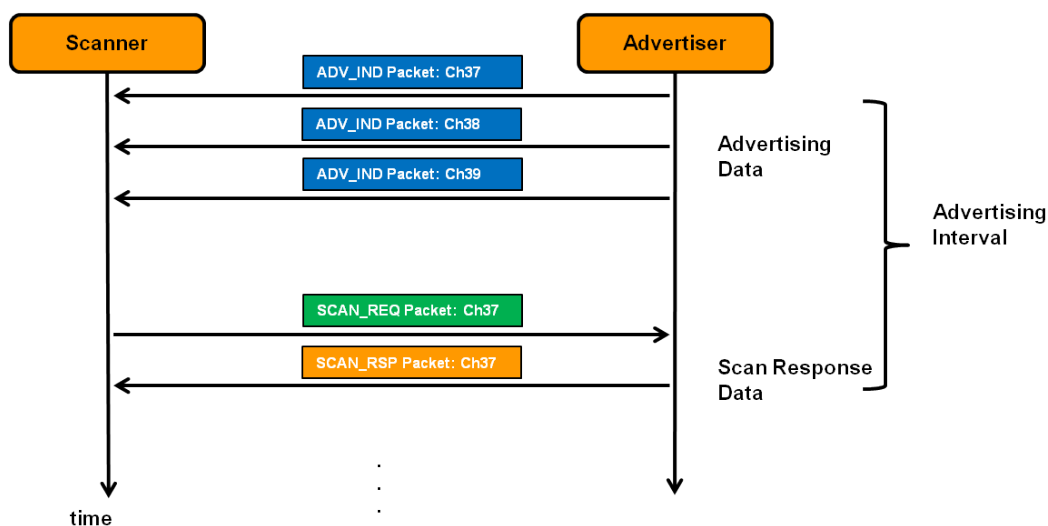 Scanner
Advertiser
ADV_IND Packet: Ch37
ADV_IND Packet: Ch38
Advertising
Data
ADV_IND Packet: Ch39
Advertising
Interval
SCAN_REQ Packet: Ch37
SCAN_RSP Packet: Ch37
Scan Response
Data
time